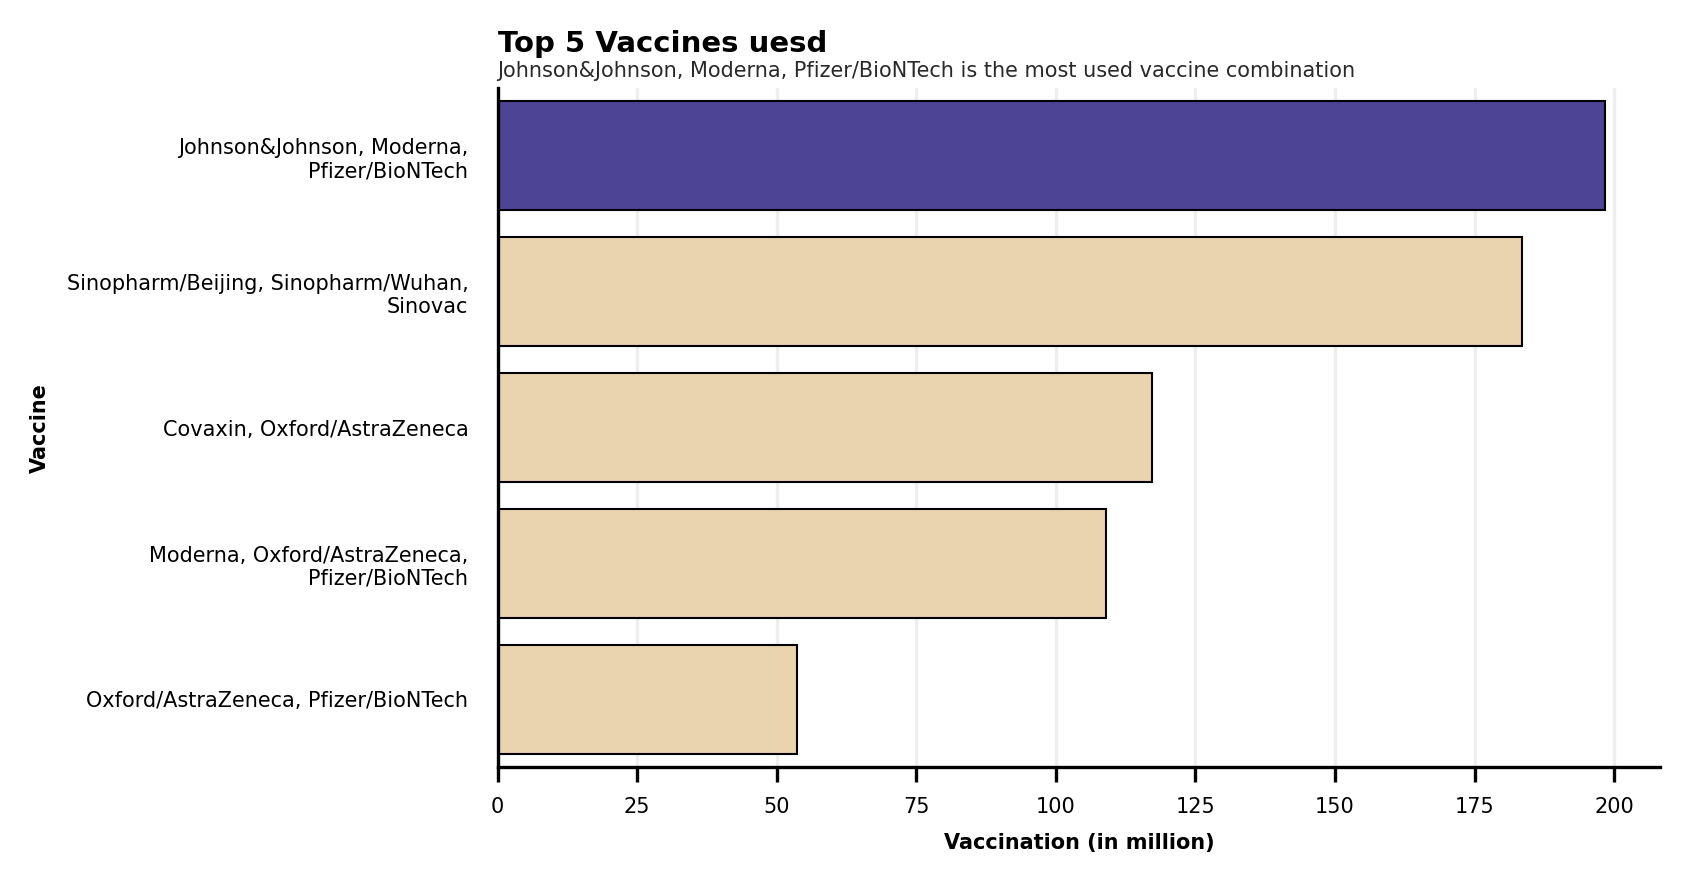 Top 5 Vaccines uesd
Johnson&Johnson, Moderna, Pfizer/BioNTech is the most used vaccine combination
Johnson&Johnson, Moderna,
Pfizer/BioNTech
Sinopharm/Beijing, Sinopharm/Wuhan,
Sinovac
Covaxin, Oxford/AstraZeneca
Moderna, Oxford/AstraZeneca,
Pfizer/BioNTech
Oxford/AstraZeneca, Pfizer/BioNTech
Vaccine
0 25 50 75 100 125 150 175 200
Vaccination (in million)